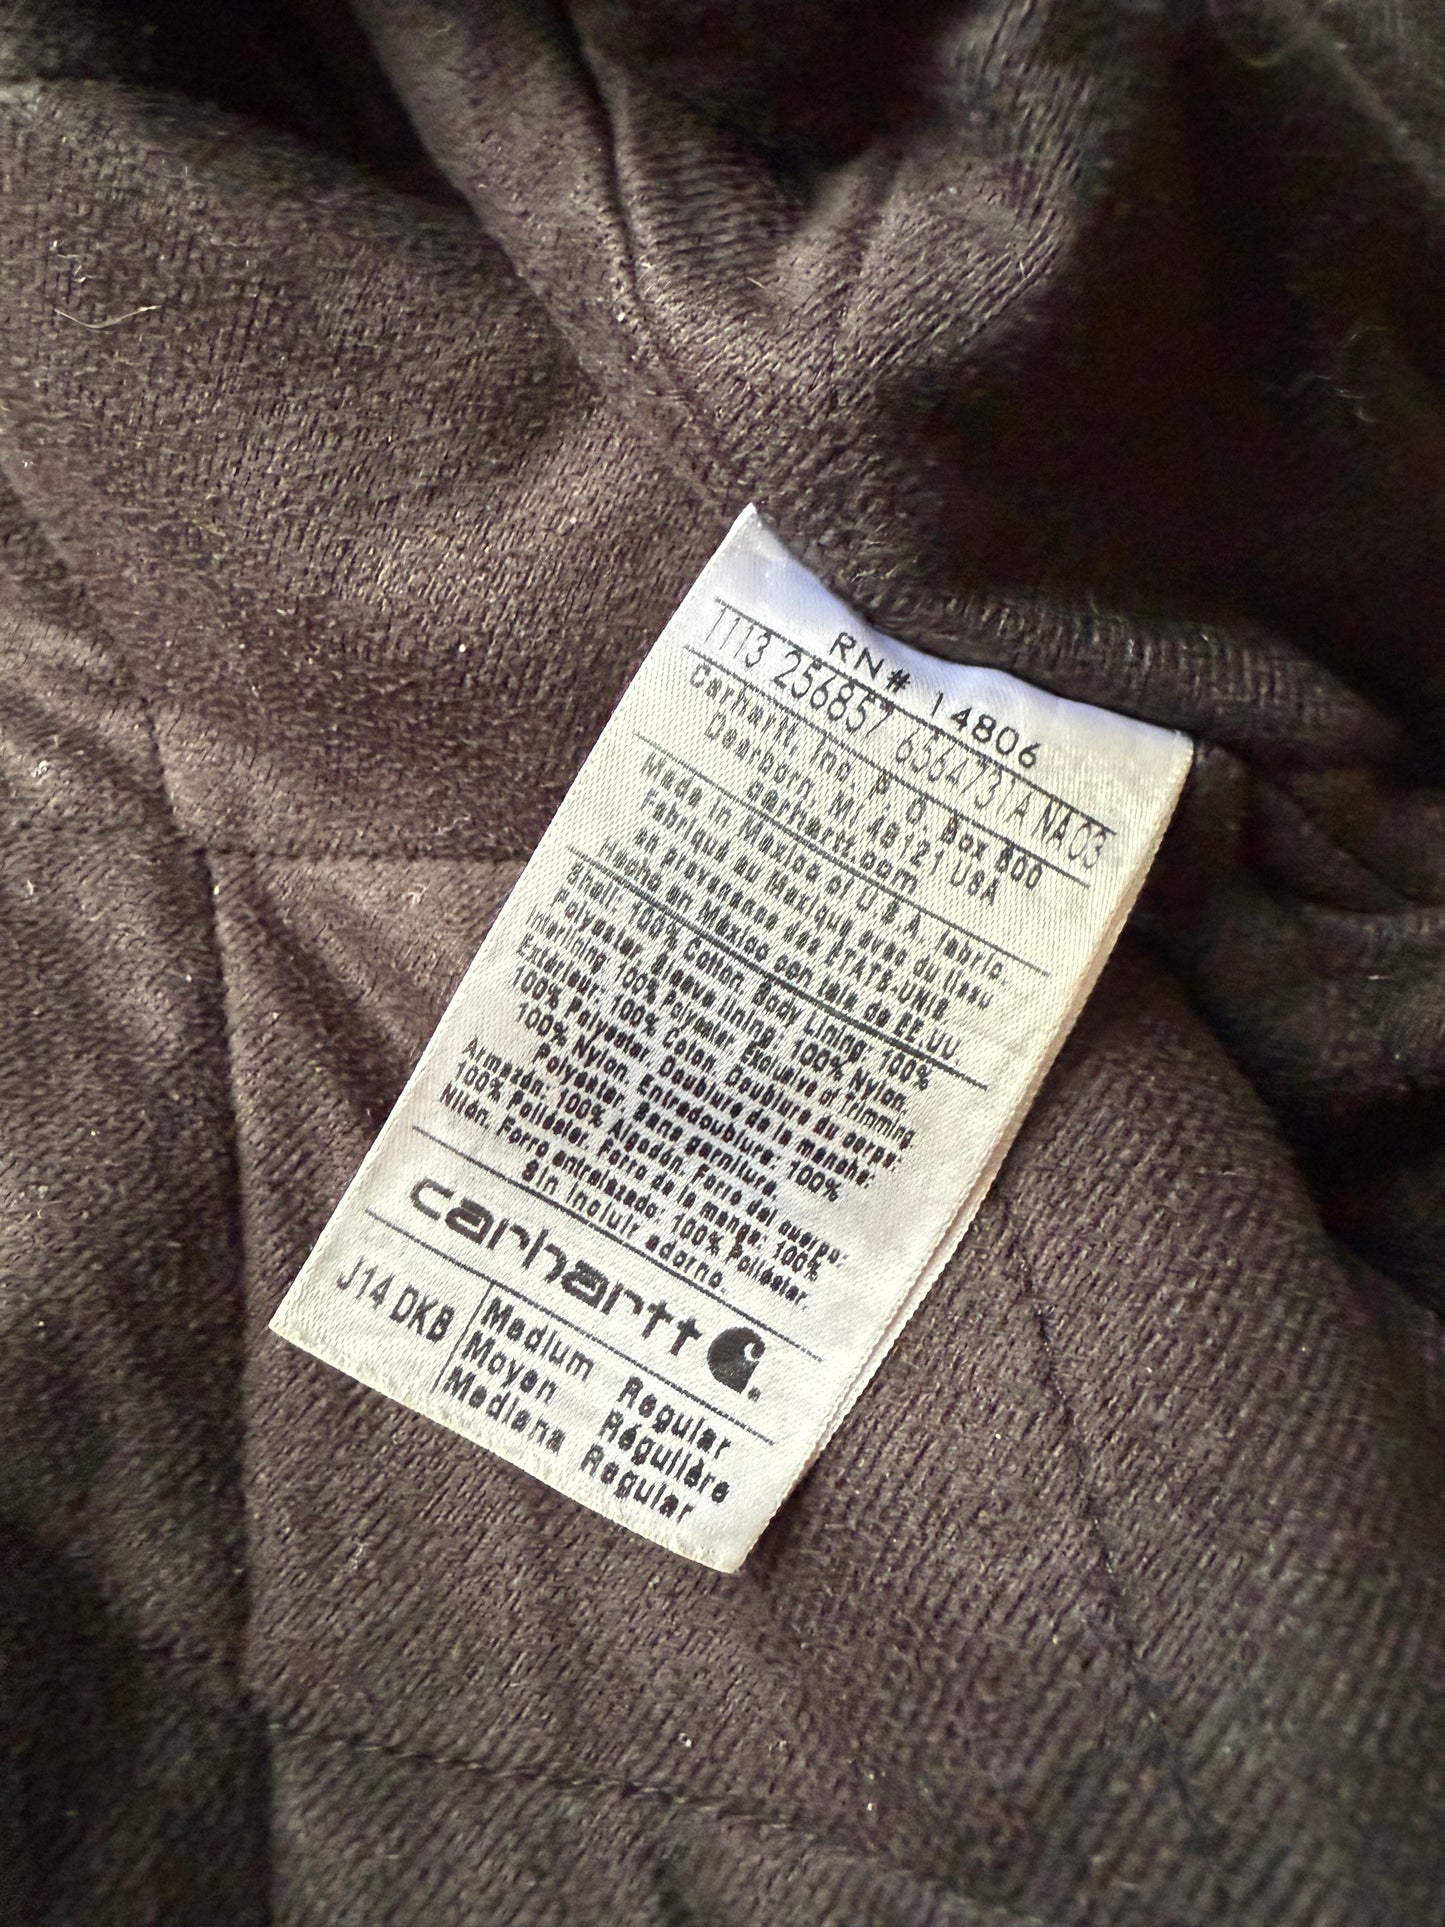 RN# 14806
1113 256857 6564731A NA 03
Carhartt, Inc. P. O. Box 600
Dearborn, MI 48121 USA
carhartt.com
Made in Mexico of U.S.A. fabric.
Fabriqué au Mexique avec du tissu
en provenance des ÉTATS-UNIS
Hecho en México con tela de EE.UU.
Shell: 100% Cotton. Body Lining: 100%
Polyester. Sleeve lining: 100% Nylon.
Interlining: 100% Polyester. Exclusive of Trimming.
Extérieur: 100% Coton. Doublure du corps:
100% Polyester. Doublure de la manche:
100% Nylon. Entredoublure: 100%
Polyester. Sans garniture.
Armazón: 100% Algodón. Forro del cuerpo:
100% Poliéster. Forro de la manga: 100%
Nilón. Forro entrelazado: 100% Poliéster.
Sin incluir adorno.
carhartt ®
J14 DKB Medium Regular
Moyen Régulière
Mediana Regular